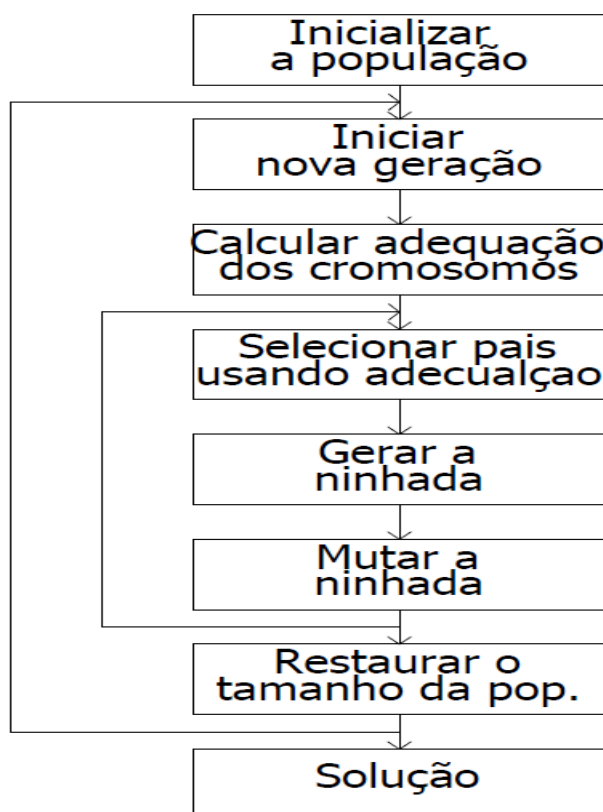 Inicializar
a população
Iniciar
nova geração
Calcular adequação
dos cromosomos
Selecionar pais
usando adecualçao
Gerar a
ninhada
Mutar a
ninhada
Restaurar o
tamanho da pop.
Solução